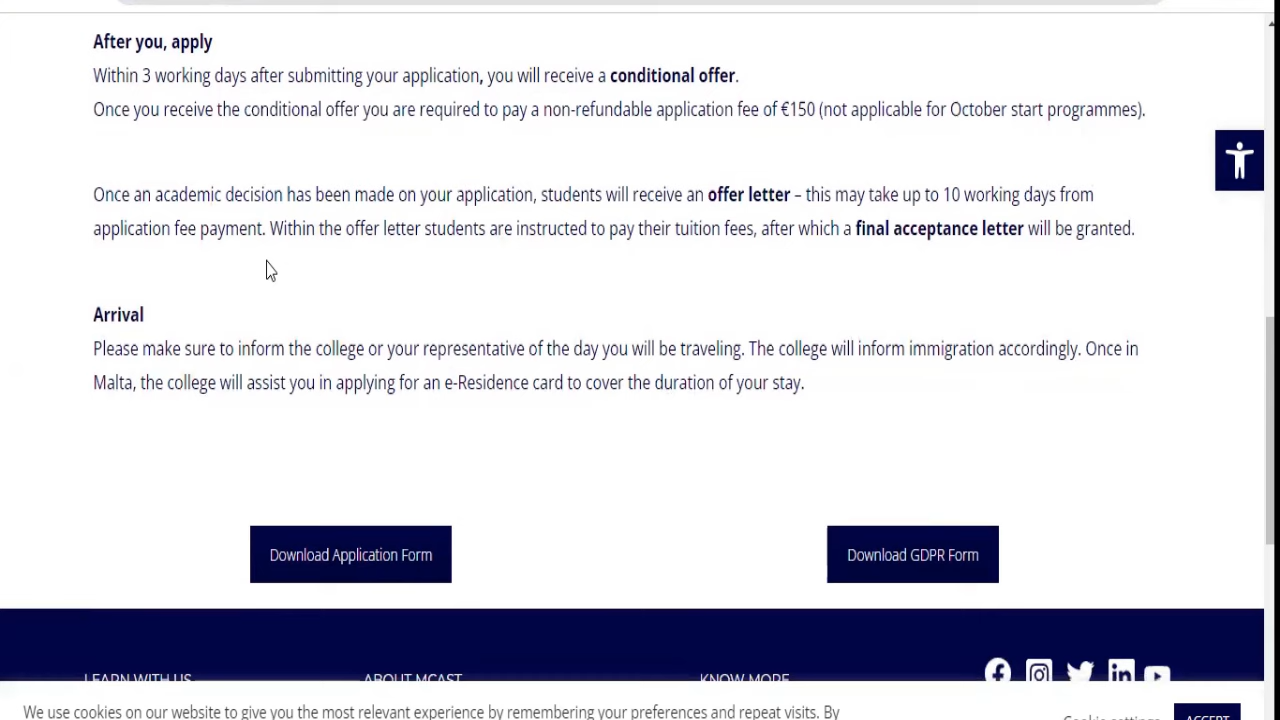 After you, apply
Within 3 working days after submitting your application, you will receive a conditional offer.
Once you receive the conditional offer you are required to pay a non-refundable application fee of €150 (not applicable for October start programmes).
Once an academic decision has been made on your application, students will receive an offer letter – this may take up to 10 working days from
application fee payment. Within the offer letter students are instructed to pay their tuition fees, after which a final acceptance letter will be granted.
Arrival
Please make sure to inform the college or your representative of the day you will be traveling. The college will inform immigration accordingly. Once in
Malta, the college will assist you in applying for an e-Residence card to cover the duration of your stay.
Download Application Form
Download GDPR Form
LEARN WITH US
ABOUT MCAST
KNOW MORE
We use cookies on our website to give you the most relevant experience by remembering your preferences and repeat visits. By
Cookie settings
ACCEPT